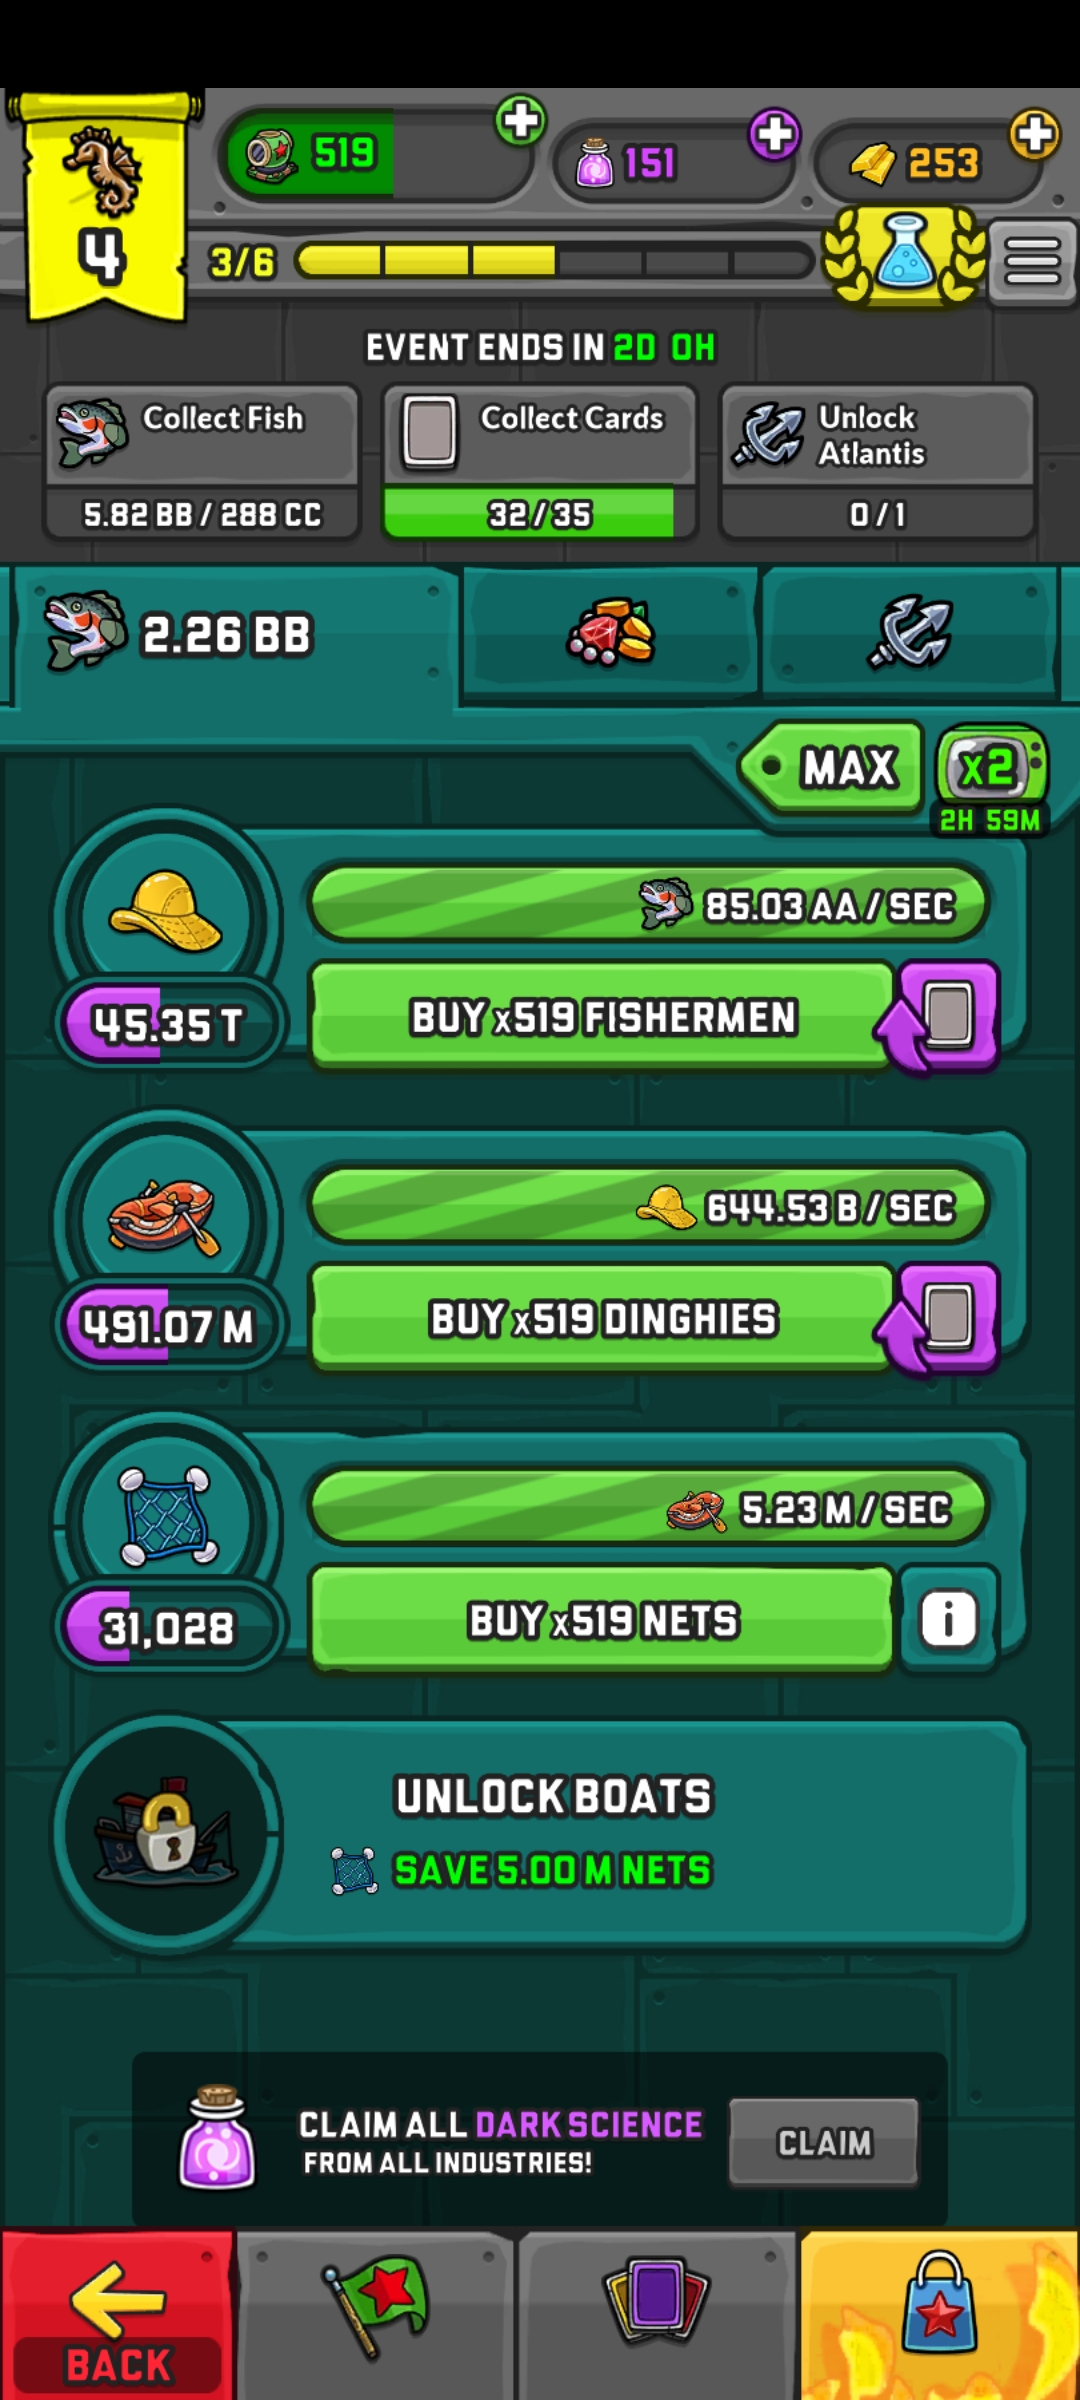 519
151
253
4
3/6
EVENT ENDS IN 2D 0H
Collect Fish
5.82 BB / 288 CC
Collect Cards
32/35
Unlock
Atlantis
0/1
2.26 BB
MAX
x2
2H 59M
85.03 AA / SEC
45.35 T
BUY x519 FISHERMEN
644.53 B / SEC
491.07 M
BUY x519 DINGHIES
5.23 M / SEC
31,028
BUY x519 NETS
i
UNLOCK BOATS
SAVE 5.00 M NETS
CLAIM ALL DARK SCIENCE
FROM ALL INDUSTRIES!
CLAIM
BACK